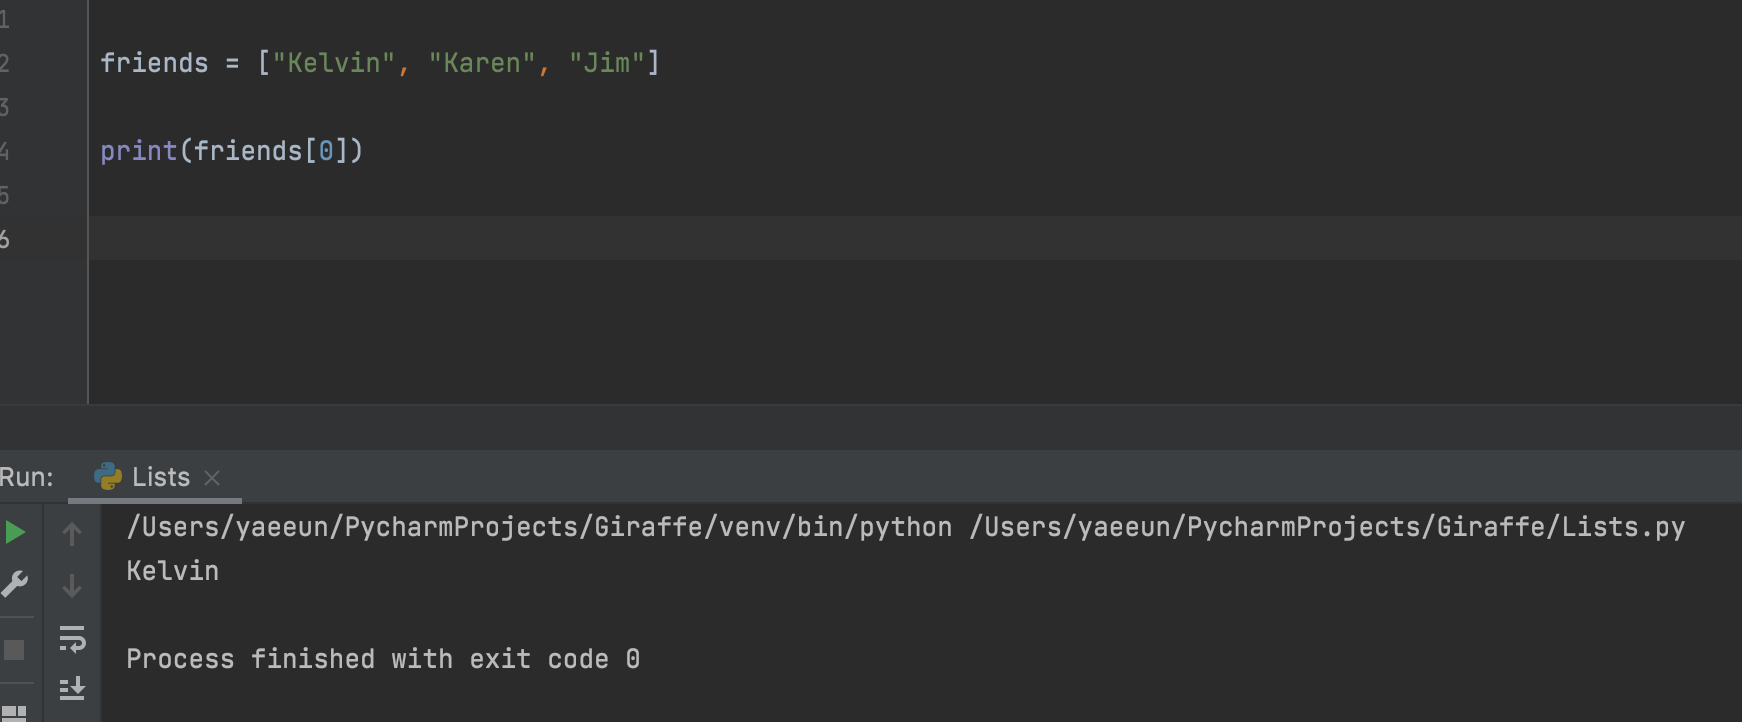 1
2 friends = ["Kelvin", "Karen", "Jim"]
3
4 print(friends[0])
5
6
Run: Lists
/Users/yaeeun/PycharmProjects/Giraffe/venv/bin/python /Users/yaeeun/PycharmProjects/Giraffe/Lists.py
Kelvin
Process finished with exit code 0